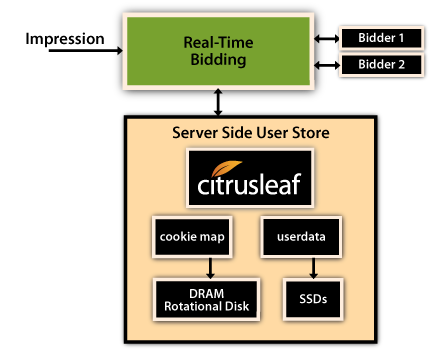 Impression
Real-Time
Bidding
Bidder 1
Bidder 2
Server Side User Store
citrusleaf
cookie map
userdata
DRAM
Rotational Disk
SSDs